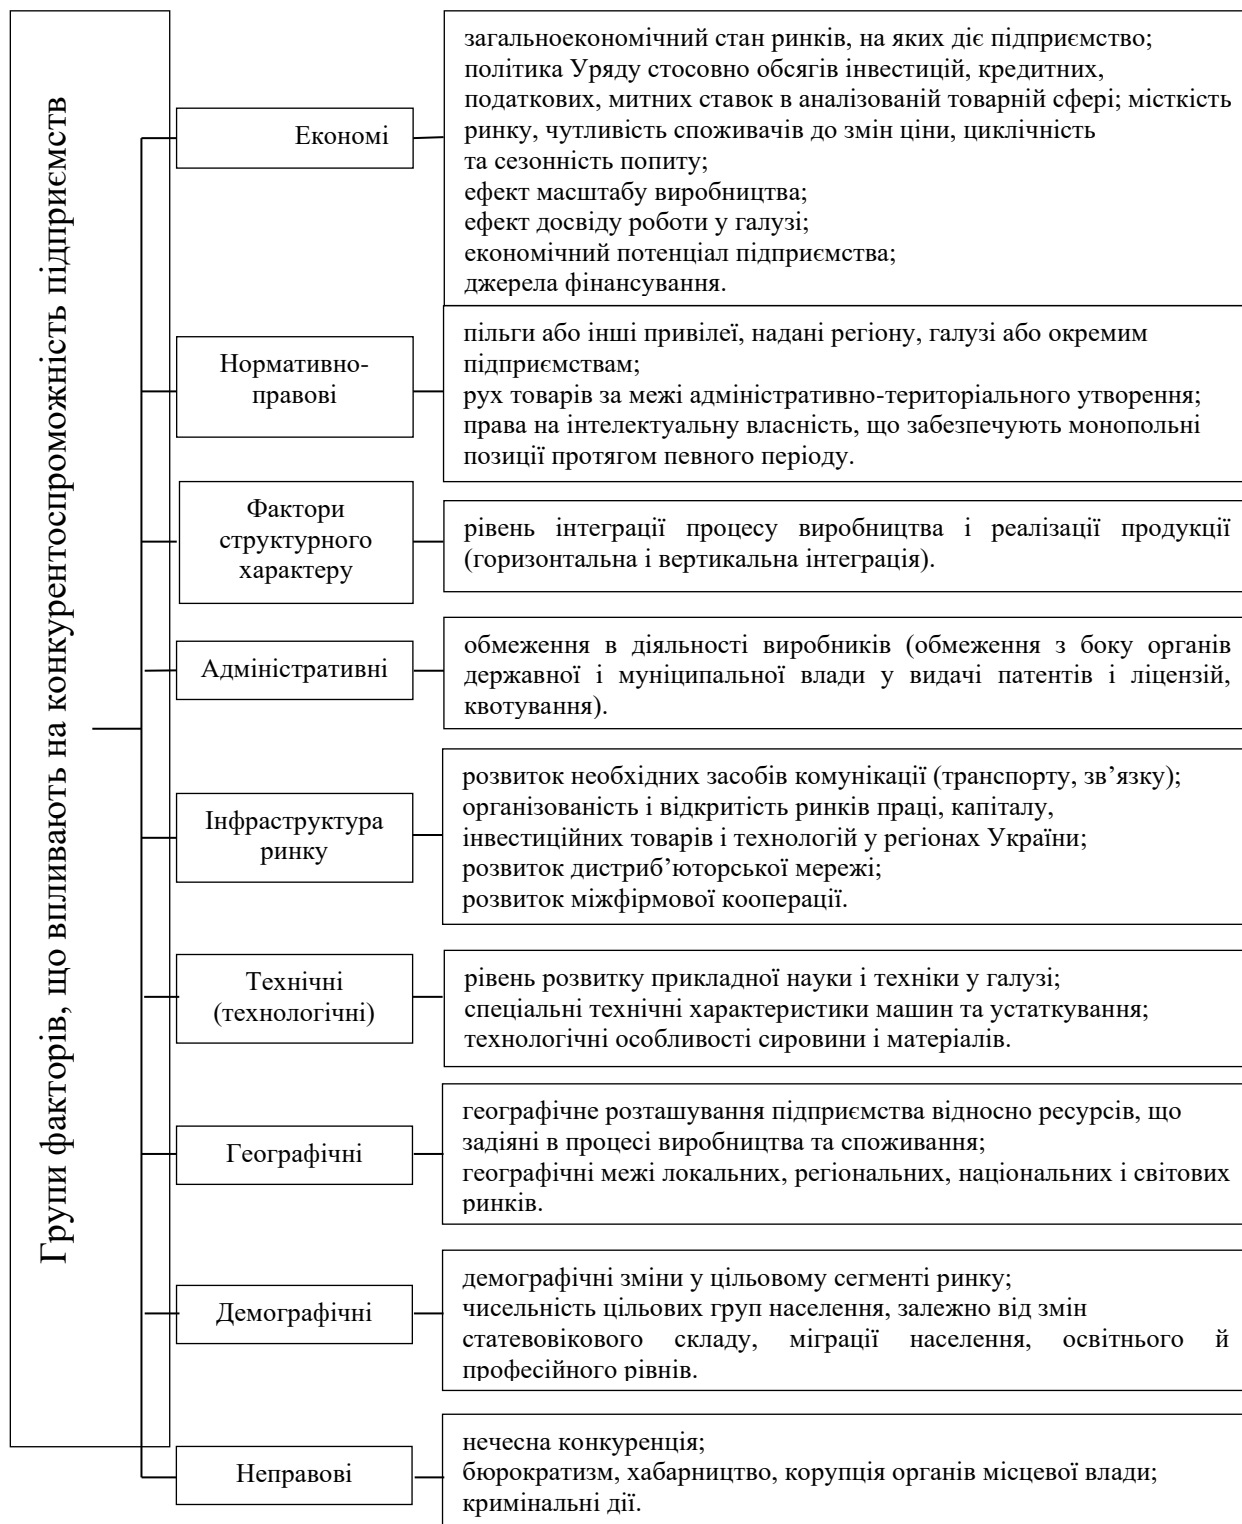 Групи факторів, що впливають на конкурентоспроможність підприємств
Економі
загальноекономічний стан ринків, на яких діє підприємство;
політика Уряду стосовно обсягів інвестицій, кредитних,
податкових, митних ставок в аналізованій товарній сфері; місткість
ринку, чутливість споживачів до змін ціни, циклічність
та сезонність попиту;
ефект масштабу виробництва;
ефект досвіду роботи у галузі;
економічний потенціал підприємства;
джерела фінансування.
Нормативно-
правові
пільги або інші привілеї, надані регіону, галузі або окремим
підприємствам;
рух товарів за межі адміністративно-територіального утворення;
права на інтелектуальну власність, що забезпечують монопольні
позиції протягом певного періоду.
Фактори
структурного
характеру
рівень інтеграції процесу виробництва і реалізації продукції
(горизонтальна і вертикальна інтеграція).
Адміністративні
обмеження в діяльності виробників (обмеження з боку органів
державної і муніципальної влади у видачі патентів і ліцензій,
квотування).
Інфраструктура
ринку
розвиток необхідних засобів комунікації (транспорту, зв’язку);
організованість і відкритість ринків праці, капіталу,
інвестиційних товарів і технологій у регіонах України;
розвиток дистриб’юторської мережі;
розвиток міжфірмової кооперації.
Технічні
(технологічні)
рівень розвитку прикладної науки і техніки у галузі;
спеціальні технічні характеристики машин та устаткування;
технологічні особливості сировини і матеріалів.
Географічні
географічне розташування підприємства відносно ресурсів, що
задіяні в процесі виробництва та споживання;
географічні межі локальних, регіональних, національних і світових
ринків.
Демографічні
демографічні зміни у цільовому сегменті ринку;
чисельність цільових груп населення, залежно від змін
статевовікового складу, міграції населення, освітнього й
професійного рівнів.
Неправові
нечесна конкуренція;
бюрократизм, хабарництво, корупція органів місцевої влади;
кримінальні дії.